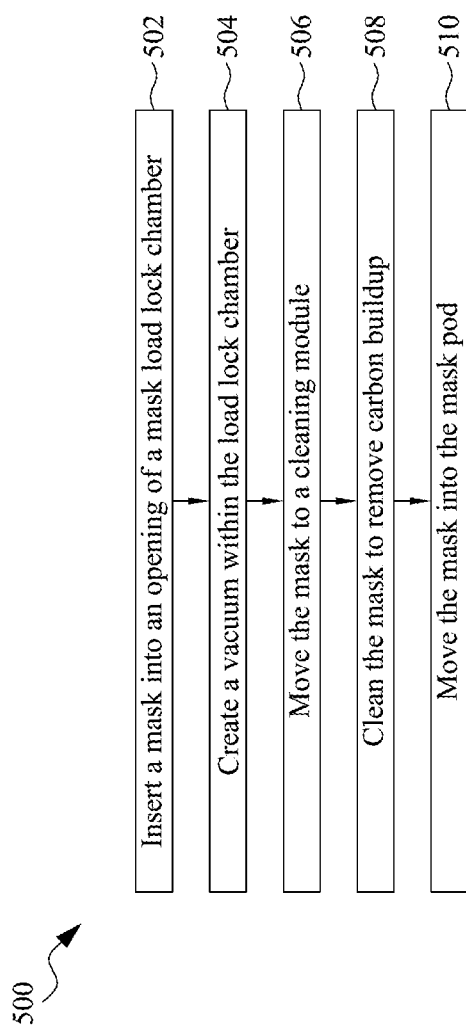 500
Insert a mask into an opening of a mask load lock chamber 502
Create a vacuum within the load lock chamber 504
Move the mask to a cleaning module 506
Clean the mask to remove carbon buildup 508
Move the mask into the mask pod 510